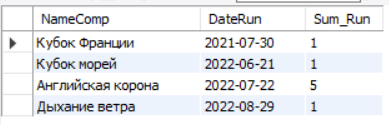 NameComp DateRun Sum_Run
Кубок Франции 2021-07-30 1
Кубок морей 2022-06-21 1
Английская корона 2022-07-22 5
Дыхание ветра 2022-08-29 1